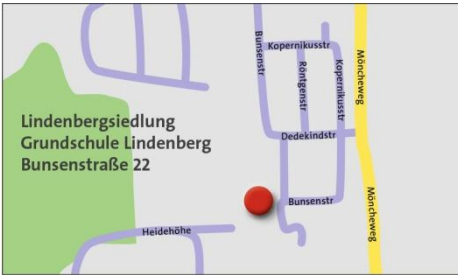 Lindenbergsiedlung
Grundschule Lindenberg
Bunsenstraße 22
Bunsenstr
Kopernikusstr
Röntgenstr
Kopernikusstr
Möncheweg
Dedekindstr
Bunsenstr
Möncheweg
Heidehöhe